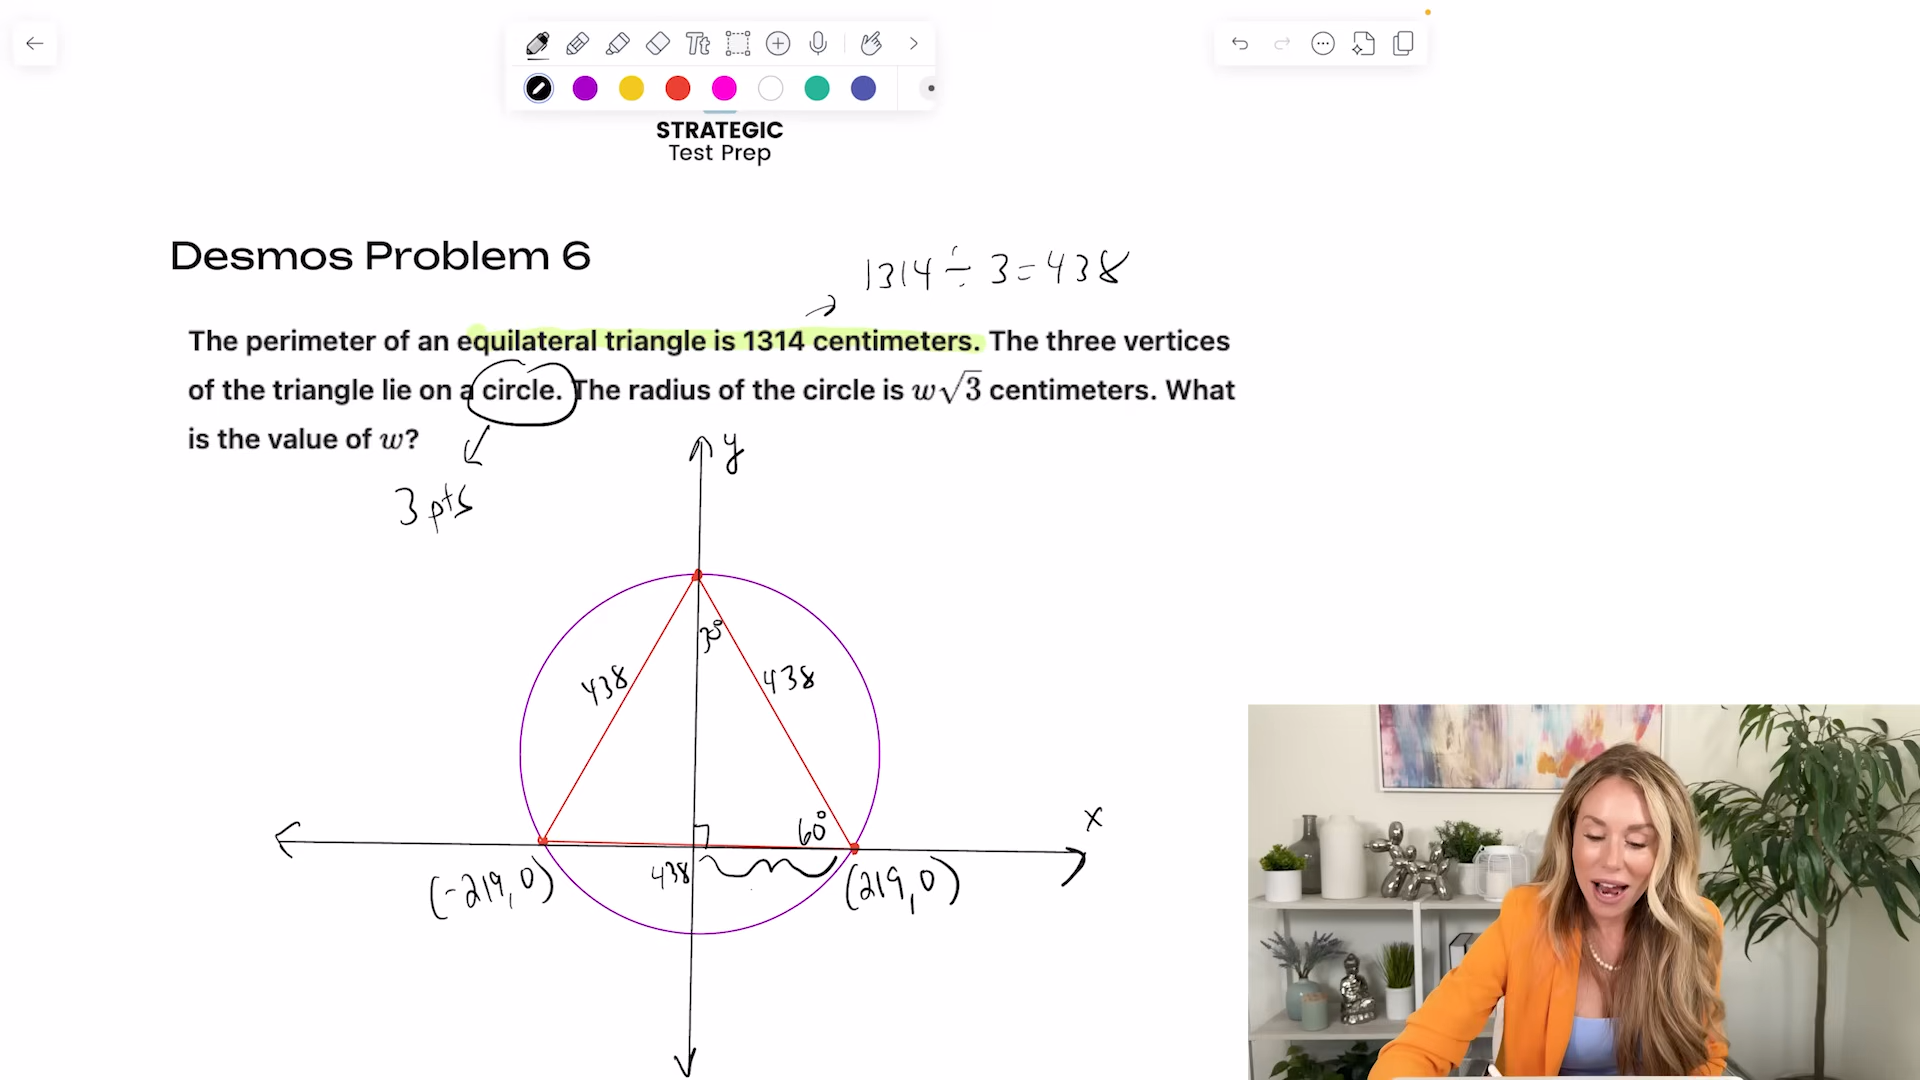 Tt
STRATEGIC
Test Prep
Desmos Problem 6
1314 ÷ 3 = 438
The perimeter of an equilateral triangle is 1314 centimeters. The three vertices
of the triangle lie on a circle. The radius of the circle is w√3 centimeters. What
is the value of w?
3 pts
y
30°
438
438
60°
x
438
(-219, 0)
(219, 0)